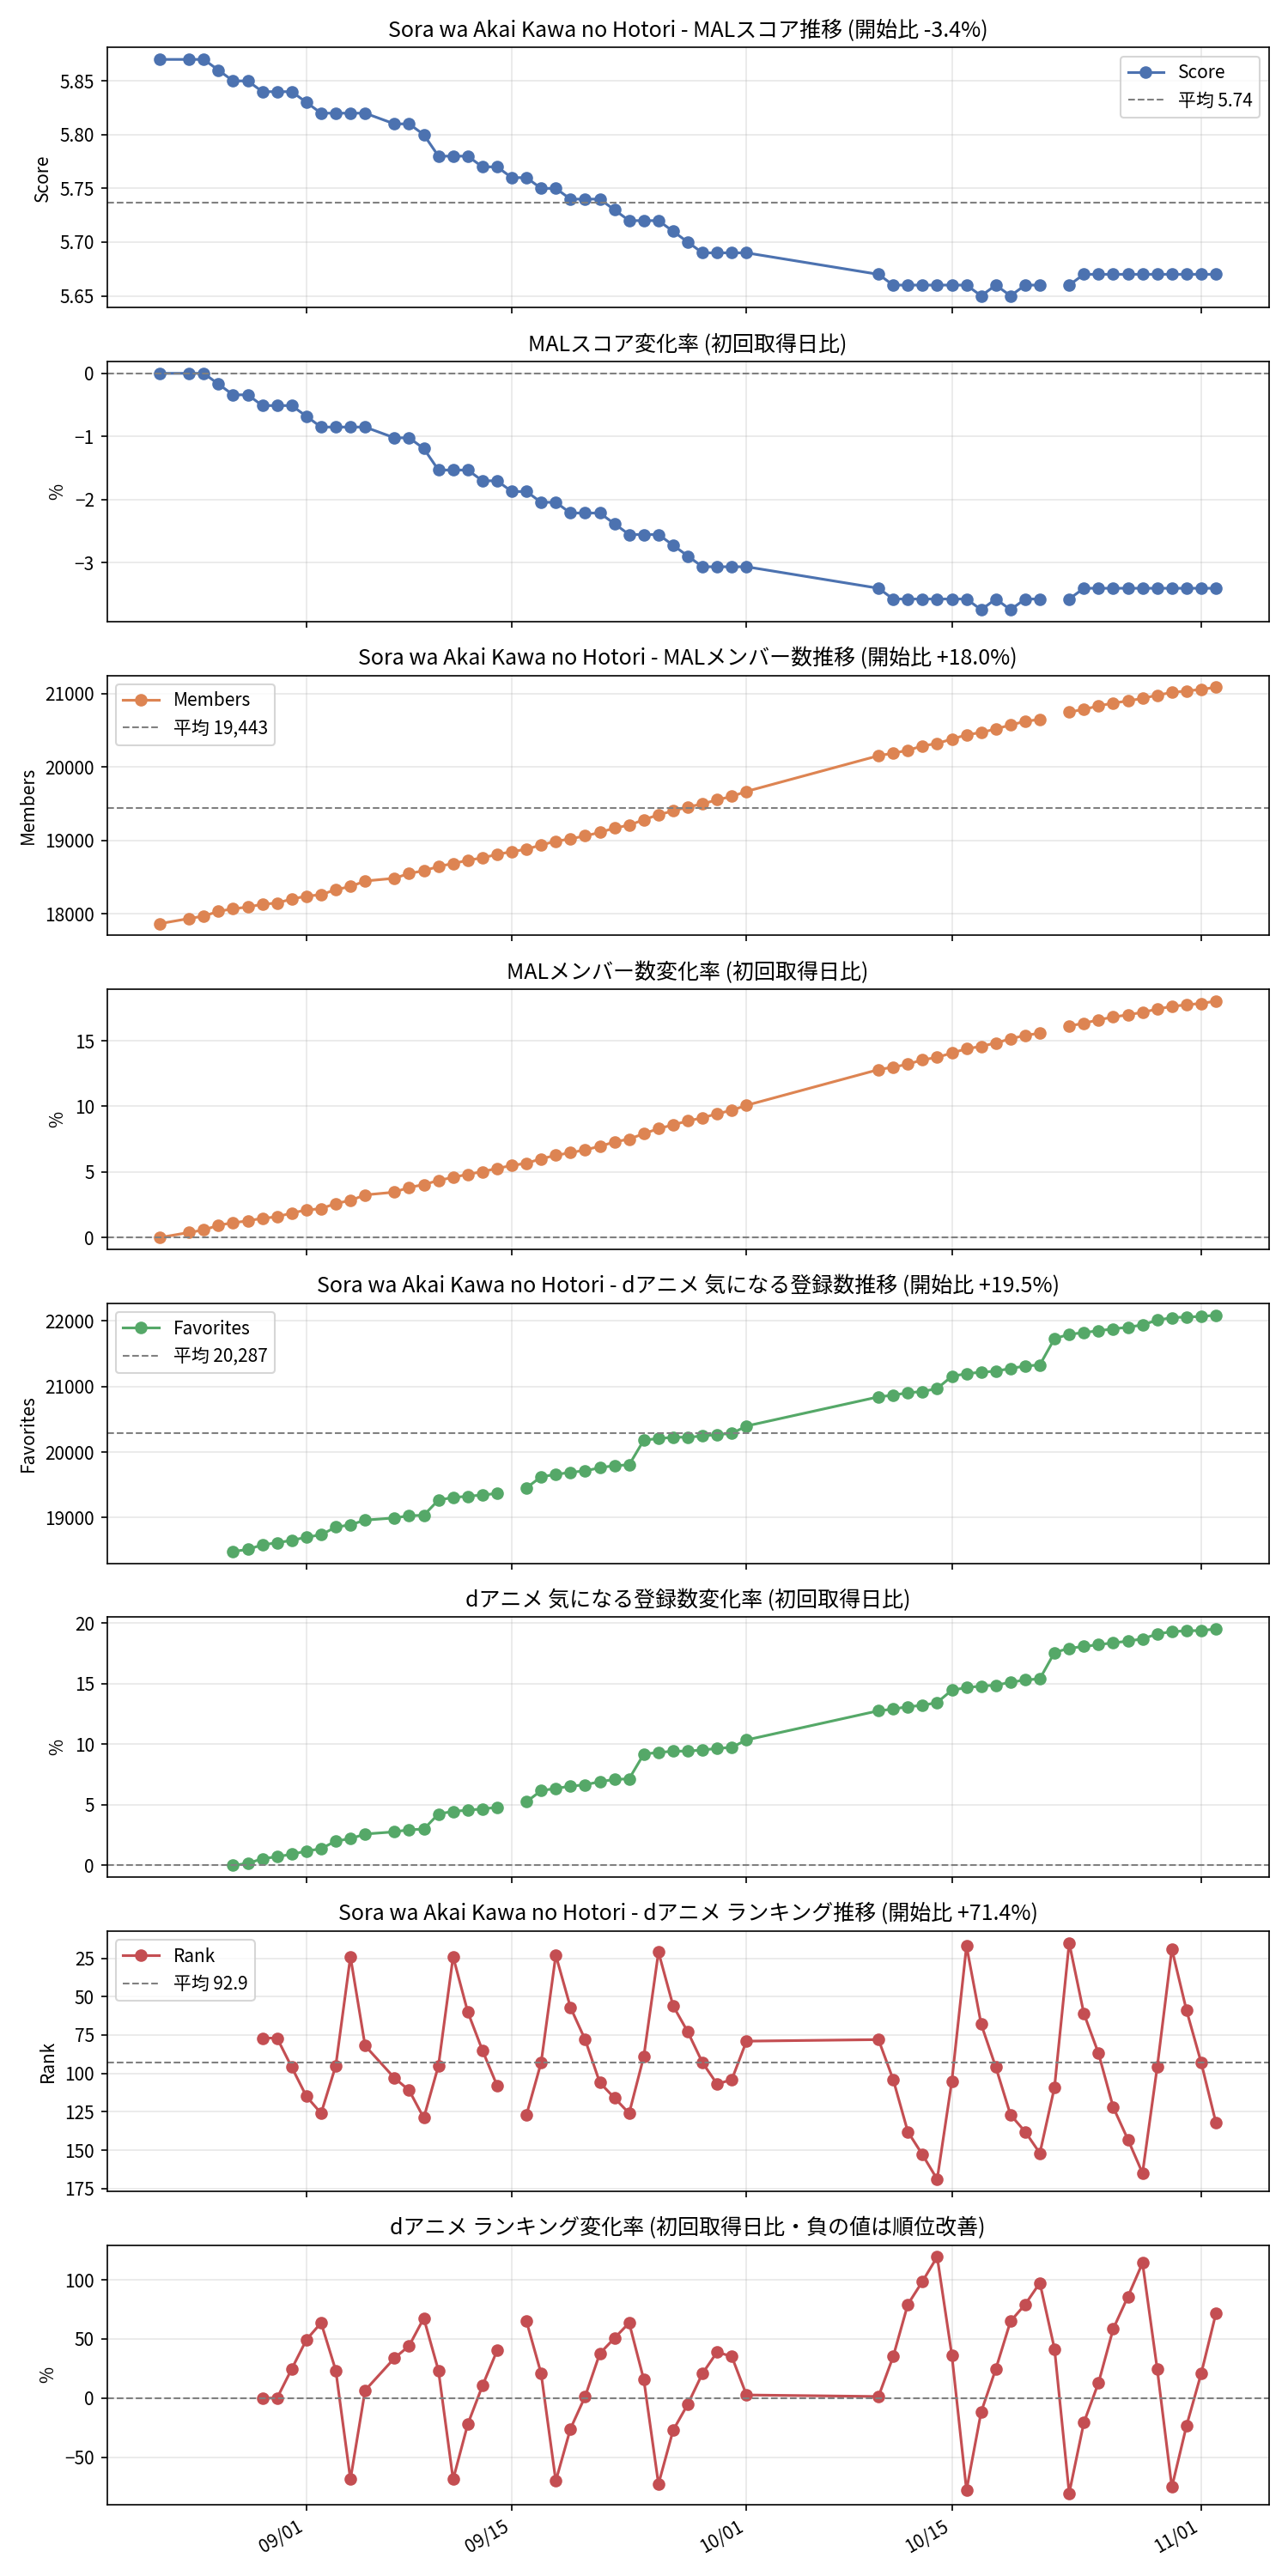 Sora wa Akai Kawa no Hotori - MALスコア推移 (開始比 -3.4%)
Score
平均 5.74
Score
5.85
5.80
5.75
5.70
5.65
MALスコア変化率 (初回取得日比)
%
0
−1
−2
−3
Sora wa Akai Kawa no Hotori - MALメンバー数推移 (開始比 +18.0%)
Members
平均 19,443
Members
21000
20000
19000
18000
MALメンバー数変化率 (初回取得日比)
%
15
10
5
0
Sora wa Akai Kawa no Hotori - dアニメ 気になる登録数推移 (開始比 +19.5%)
Favorites
平均 20,287
Favorites
22000
21000
20000
19000
dアニメ 気になる登録数変化率 (初回取得日比)
%
20
15
10
5
0
Sora wa Akai Kawa no Hotori - dアニメ ランキング推移 (開始比 +71.4%)
Rank
平均 92.9
Rank
25
50
75
100
125
150
175
dアニメ ランキング変化率 (初回取得日比・負の値は順位改善)
%
100
50
0
−50
09/01
09/15
10/01
10/15
11/01